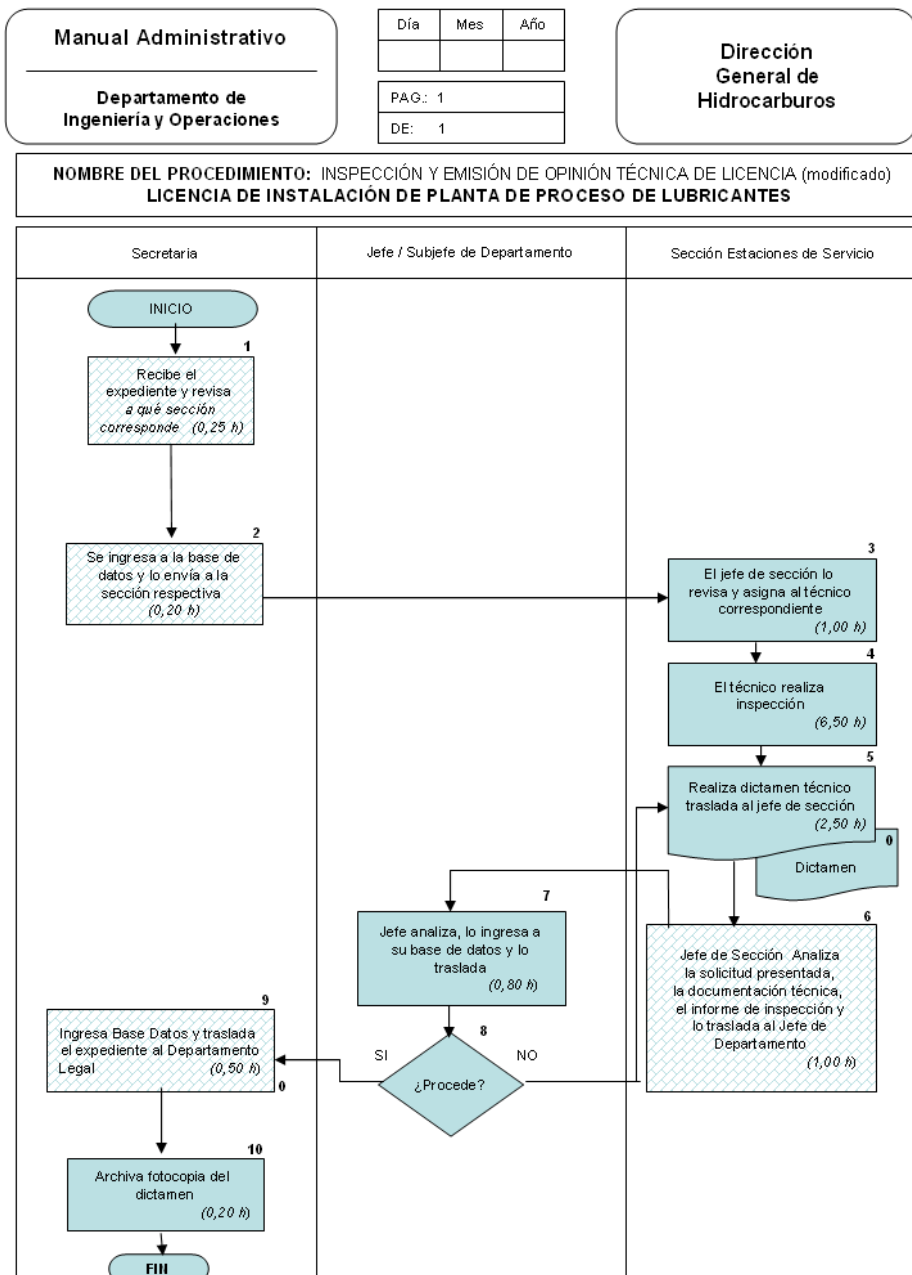 Manual Administrativo
Departamento de
Ingeniería y Operaciones
Día Mes Año
PAG.: 1
DE: 1
Dirección
General de
Hidrocarburos
NOMBRE DEL PROCEDIMIENTO: INSPECCIÓN Y EMISIÓN DE OPINIÓN TÉCNICA DE LICENCIA (modificado)
LICENCIA DE INSTALACIÓN DE PLANTA DE PROCESO DE LUBRICANTES
Secretaria
Jefe / Subjefe de Departamento
Sección Estaciones de Servicio
INICIO
1
Recibe el
expediente y revisa
a qué sección
corresponde (0,25 h)
2
Se ingresa a la base de
datos y lo envía a la
sección respectiva
(0,20 h)
3
El jefe de sección lo
revisa y asigna al técnico
correspondiente
(1,00 h)
4
El técnico realiza
inspección
(6,50 h)
5
Realiza dictamen técnico
traslada al jefe de sección
(2,50 h)
0
Dictamen
6
Jefe de Sección Analiza
la solicitud presentada,
la documentación técnica,
el informe de inspección y
lo traslada al Jefe de
Departamento
(1,00 h)
7
Jefe analiza, lo ingresa a
su base de datos y lo
traslada
(0,80 h)
8
SI
NO
¿Procede?
9
Ingresa Base Datos y traslada
el expediente al Departamento
Legal (0,50 h)
0
10
Archiva fotocopia del
dictamen
(0,20 h)
FIN